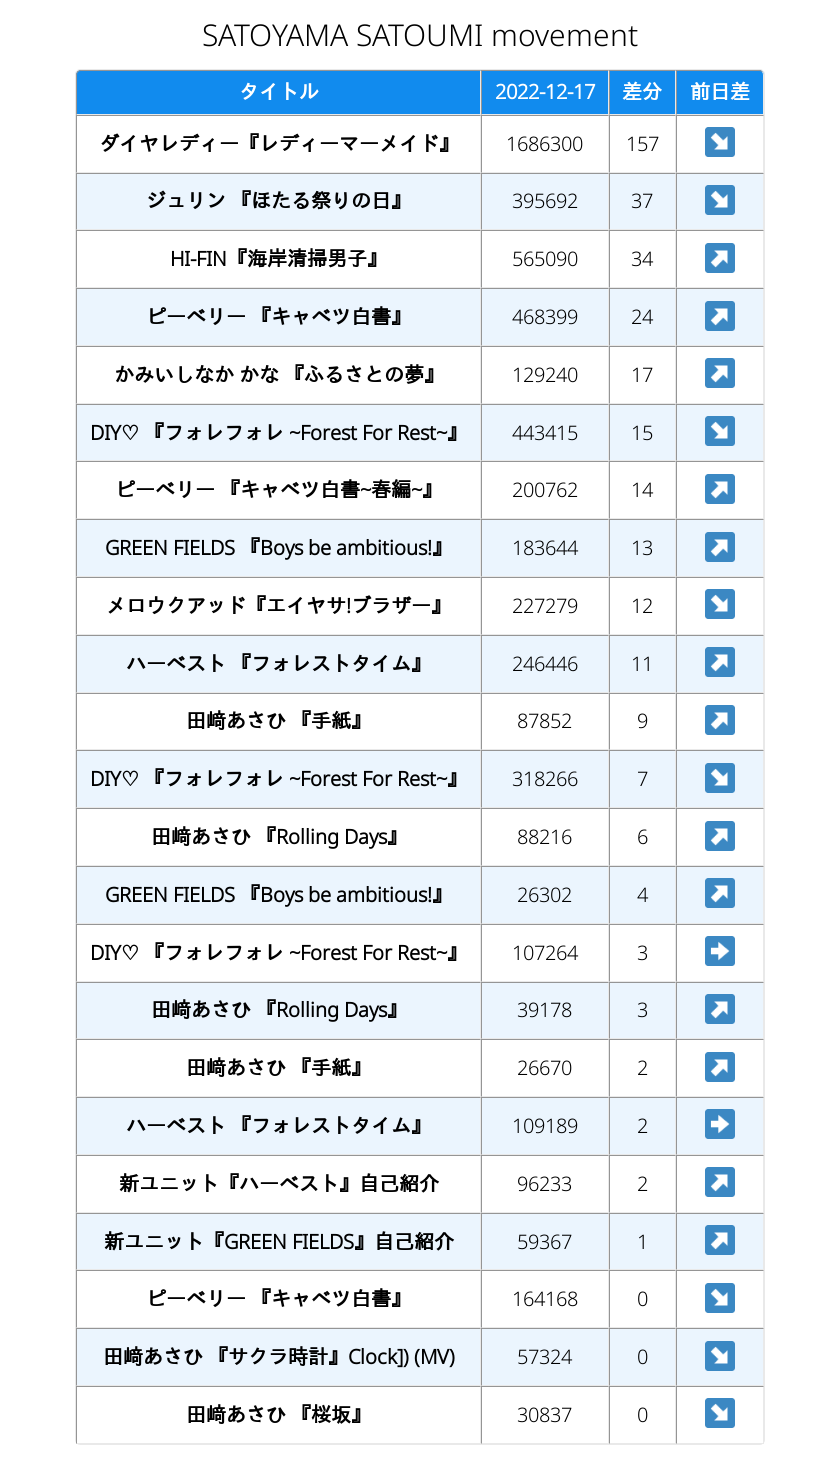 SATOYAMA SATOUMI movement
タイトル 2022-12-17 差分 前日差
ダイヤレディー『レディーマーメイド』 1686300 157 ↘
ジュリン 『ほたる祭りの日』 395692 37 ↘
HI-FIN『海岸清掃男子』 565090 34 ↗
ピーベリー 『キャベツ白書』 468399 24 ↗
かみいしなか かな 『ふるさとの夢』 129240 17 ↗
DIY♡ 『フォレフォレ ~Forest For Rest~』 443415 15 ↘
ピーベリー 『キャベツ白書~春編~』 200762 14 ↗
GREEN FIELDS 『Boys be ambitious!』 183644 13 ↗
メロウクアッド『エイヤサ!ブラザー』 227279 12 ↘
ハーベスト 『フォレストタイム』 246446 11 ↗
田﨑あさひ 『手紙』 87852 9 ↗
DIY♡ 『フォレフォレ ~Forest For Rest~』 318266 7 ↘
田﨑あさひ 『Rolling Days』 88216 6 ↗
GREEN FIELDS 『Boys be ambitious!』 26302 4 ↗
DIY♡ 『フォレフォレ ~Forest For Rest~』 107264 3 ➡
田﨑あさひ 『Rolling Days』 39178 3 ↗
田﨑あさひ 『手紙』 26670 2 ↗
ハーベスト 『フォレストタイム』 109189 2 ➡
新ユニット『ハーベスト』自己紹介 96233 2 ↗
新ユニット『GREEN FIELDS』自己紹介 59367 1 ↗
ピーベリー 『キャベツ白書』 164168 0 ↘
田﨑あさひ 『サクラ時計』Clock]) (MV) 57324 0 ↘
田﨑あさひ 『桜坂』 30837 0 ↘